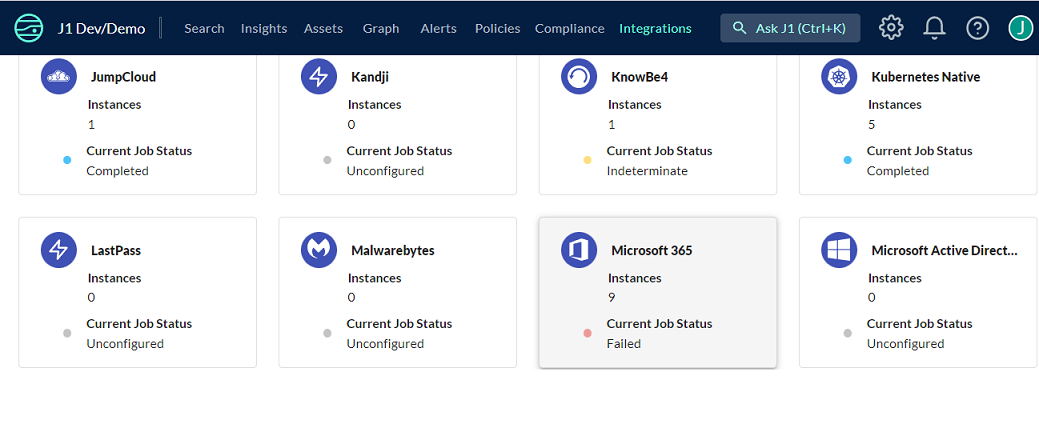 J1 Dev/Demo Search Insights Assets Graph Alerts Policies Compliance Integrations Ask J1 (Ctrl+K) J
JumpCloud
Instances
1
Current Job Status
Completed
Kandji
Instances
0
Current Job Status
Unconfigured
KnowBe4
Instances
1
Current Job Status
Indeterminate
Kubernetes Native
Instances
5
Current Job Status
Completed
LastPass
Instances
0
Current Job Status
Unconfigured
Malwarebytes
Instances
0
Current Job Status
Unconfigured
Microsoft 365
Instances
9
Current Job Status
Failed
Microsoft Active Direct...
Instances
0
Current Job Status
Unconfigured